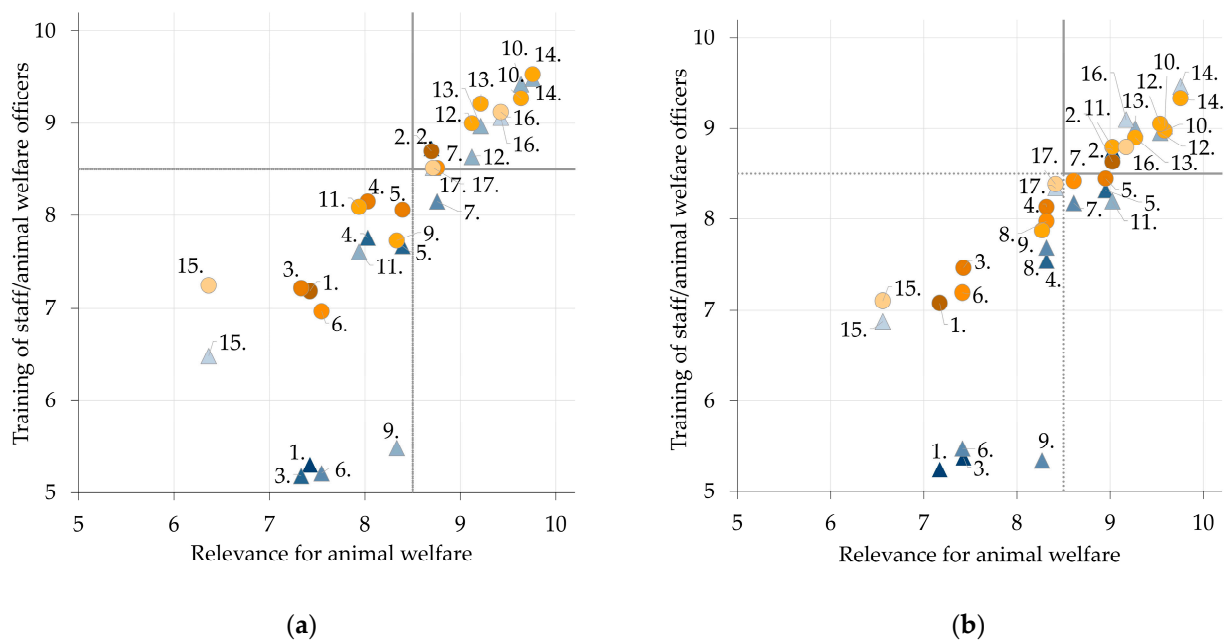 10
9
8
7
6
5
5 6 7 8 9 10
Training of staff/animal welfare officers
Relevance for animal welfare
10. 14.
13. 13. 10.
14.
12. 16.
2. 2. 16.
7. 12.
17. 17.
4. 5. 7.
11.
4. 9.
11. 5.
15. 3. 1.
6.
15.
9.
1.
3. 6.
(a)
10
9
8
7
6
5
5 6 7 8 9 10
Training of staff/animal welfare officers
Relevance for animal welfare
10.
16. 12. 14.
2. 11. 13. 14.
10.
12.
17. 7. 2. 16. 13.
17. 5.
4. 7. 5.
8. 11.
9.
8. 4.
3.
15. 6.
15. 1.
9.
1. 6.
3.
(b)